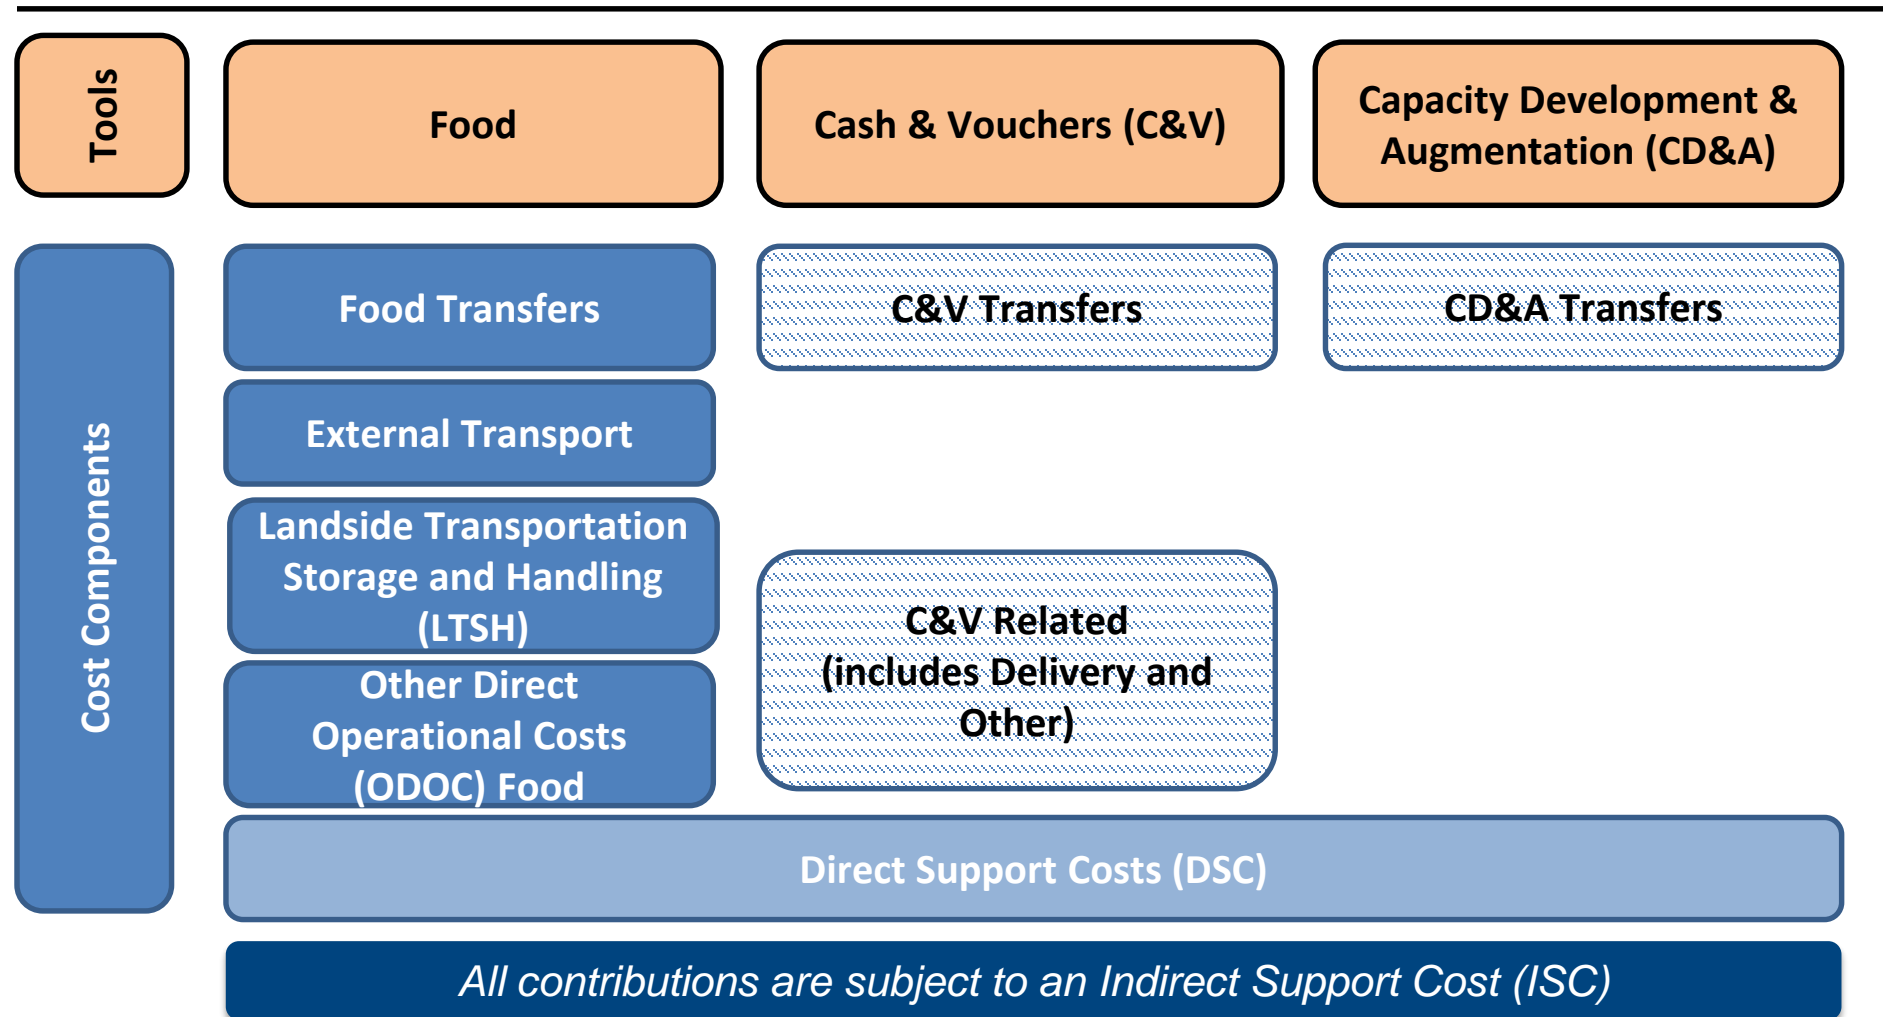 Tools
Food
Cash & Vouchers (C&V)
Capacity Development &
Augmentation (CD&A)
Cost Components
Food Transfers
C&V Transfers
CD&A Transfers
External Transport
Landside Transportation
Storage and Handling
(LTSH)
C&V Related
(includes Delivery and
Other)
Other Direct
Operational Costs
(ODOC) Food
Direct Support Costs (DSC)
All contributions are subject to an Indirect Support Cost (ISC)